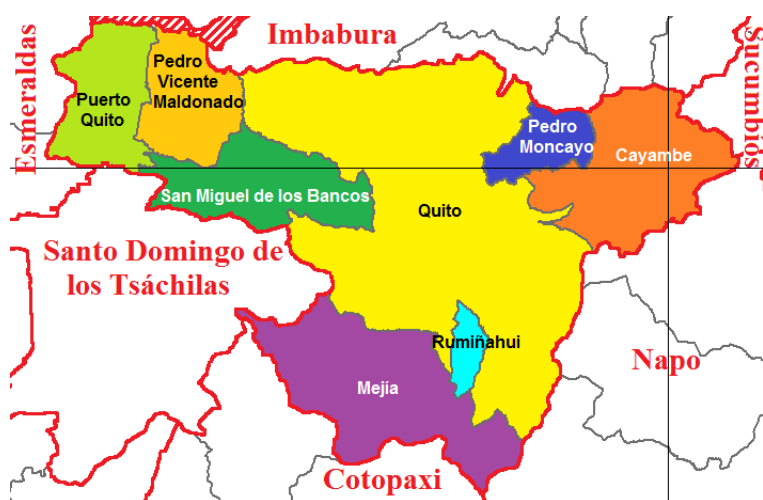 Imbabura
Esmeraldas
Sucumbíos
Pedro
Vicente
Maldonado
Puerto
Quito
Pedro
Moncayo
Cayambe
San Miguel de los Bancos
Quito
Santo Domingo de
los Tsáchilas
Rumiñahui
Napo
Mejía
Cotopaxi